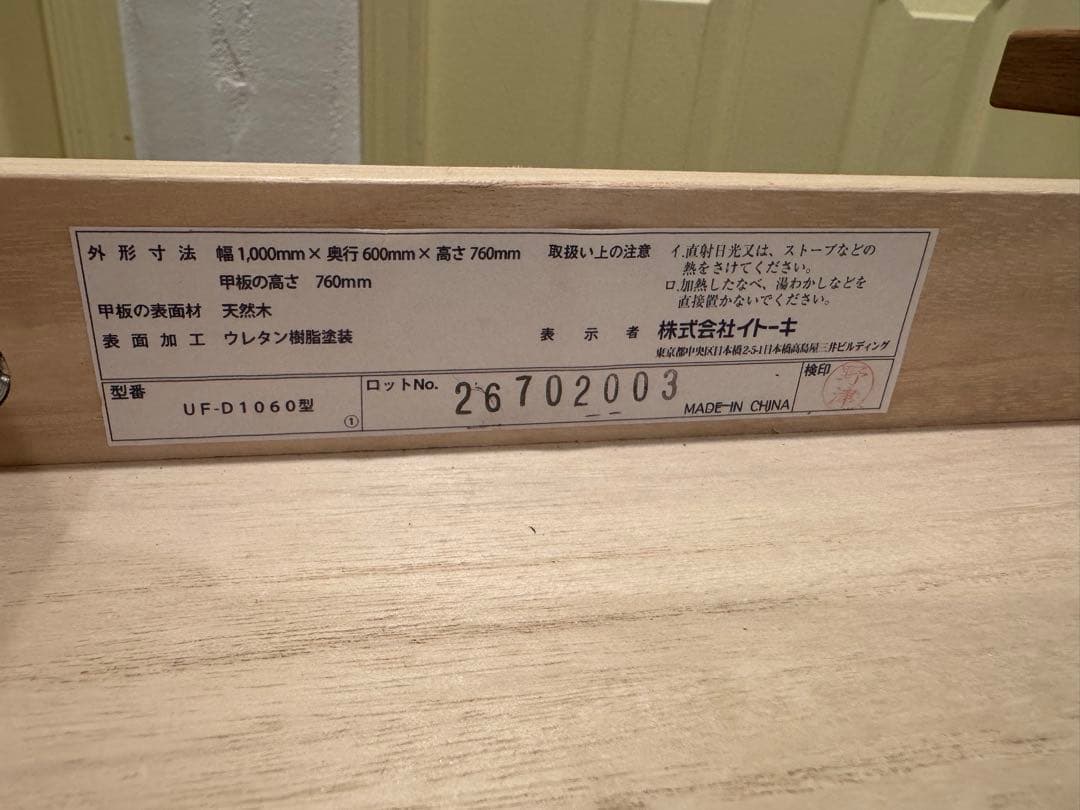 外形寸法 幅1,000mm×奥行600mm×高さ760mm
甲板の高さ 760mm
甲板の表面材 天然木
表面加工 ウレタン樹脂塗装
取扱い上の注意 イ.直射日光又は、ストーブなどの
熱をさけてください。
ロ.加熱したなべ、湯わかしなどを
直接置かないでください。
表示者 株式会社イトーキ
東京都中央区日本橋2-5-1日本橋高島屋三井ビルディング
型番
UF-D1060型
①
ロットNo. 26702003
MADE IN CHINA
検印
野津